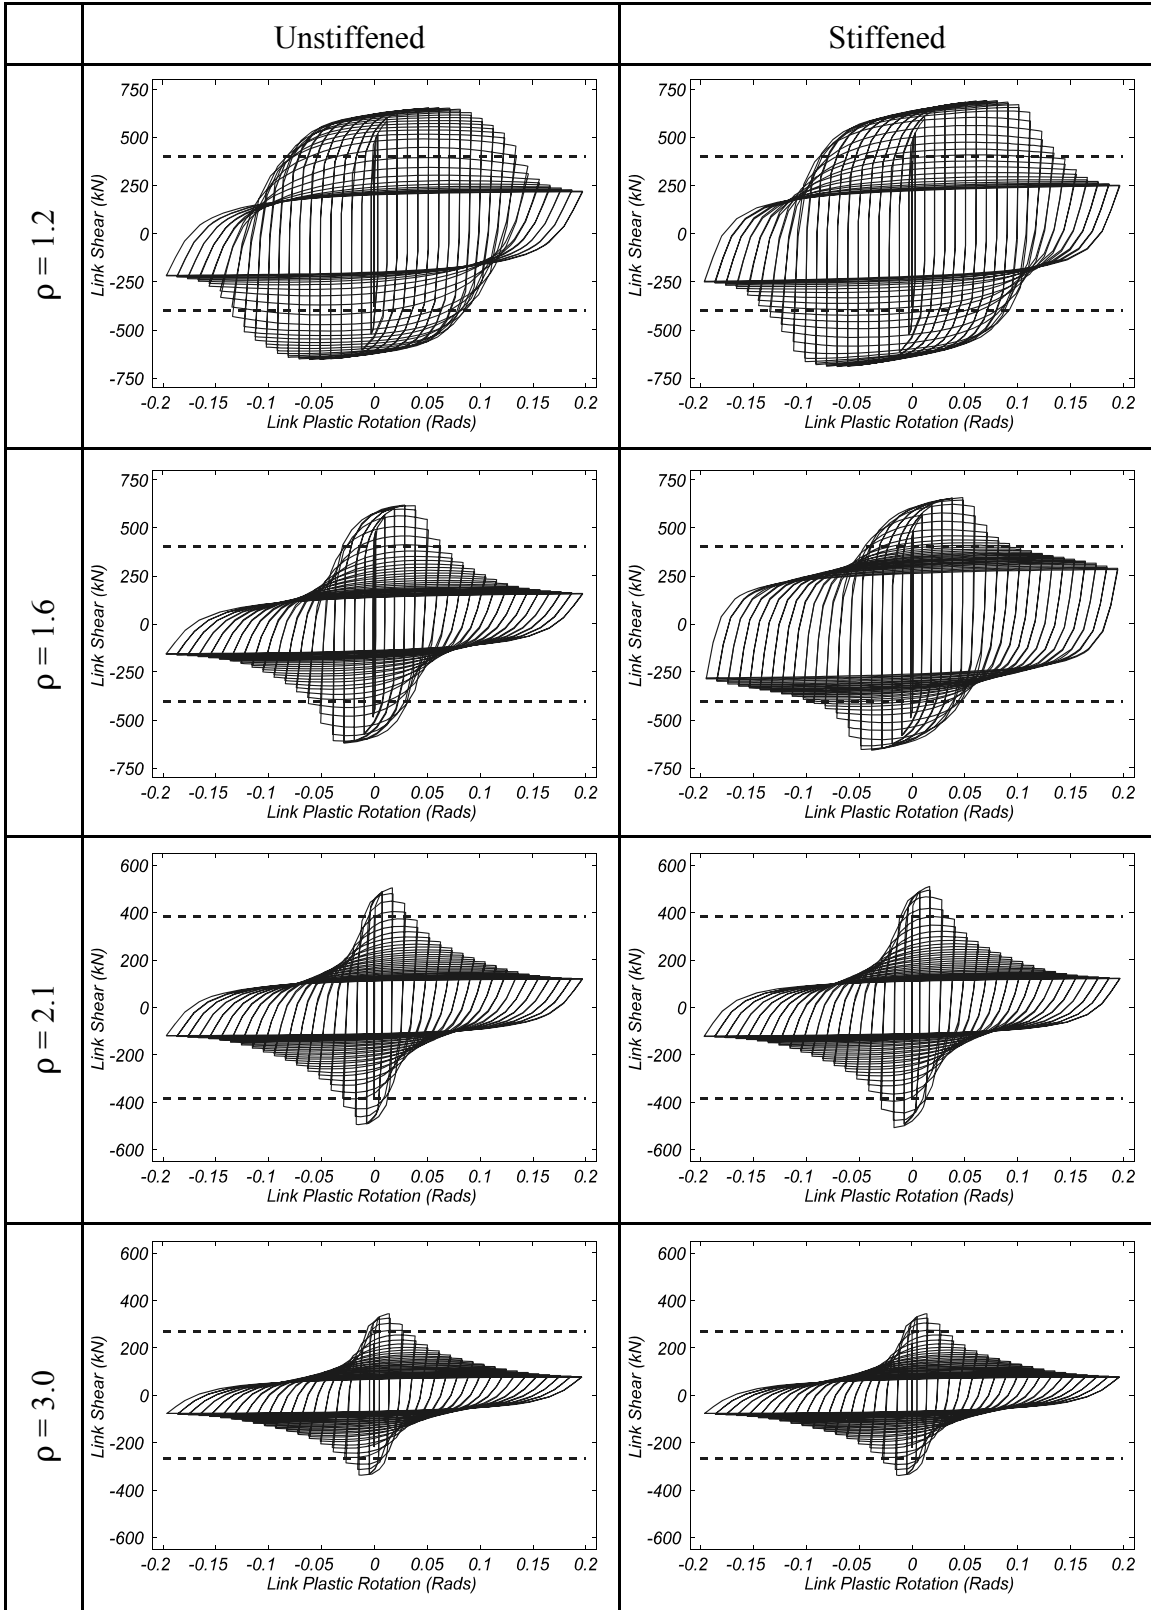 Unstiffened Stiffened
ρ = 1.2
750
500
250
0
-250
-500
-750
Link Shear (kN)
-0.2 -0.15 -0.1 -0.05 0 0.05 0.1 0.15 0.2
Link Plastic Rotation (Rads)
750
500
250
0
-250
-500
-750
Link Shear (kN)
-0.2 -0.15 -0.1 -0.05 0 0.05 0.1 0.15 0.2
Link Plastic Rotation (Rads)
ρ = 1.6
750
500
250
0
-250
-500
-750
Link Shear (kN)
-0.2 -0.15 -0.1 -0.05 0 0.05 0.1 0.15 0.2
Link Plastic Rotation (Rads)
750
500
250
0
-250
-500
-750
Link Shear (kN)
-0.2 -0.15 -0.1 -0.05 0 0.05 0.1 0.15 0.2
Link Plastic Rotation (Rads)
ρ = 2.1
600
400
200
0
-200
-400
-600
Link Shear (kN)
-0.2 -0.15 -0.1 -0.05 0 0.05 0.1 0.15 0.2
Link Plastic Rotation (Rads)
600
400
200
0
-200
-400
-600
Link Shear (kN)
-0.2 -0.15 -0.1 -0.05 0 0.05 0.1 0.15 0.2
Link Plastic Rotation (Rads)
ρ = 3.0
600
400
200
0
-200
-400
-600
Link Shear (kN)
-0.2 -0.15 -0.1 -0.05 0 0.05 0.1 0.15 0.2
Link Plastic Rotation (Rads)
600
400
200
0
-200
-400
-600
Link Shear (kN)
-0.2 -0.15 -0.1 -0.05 0 0.05 0.1 0.15 0.2
Link Plastic Rotation (Rads)